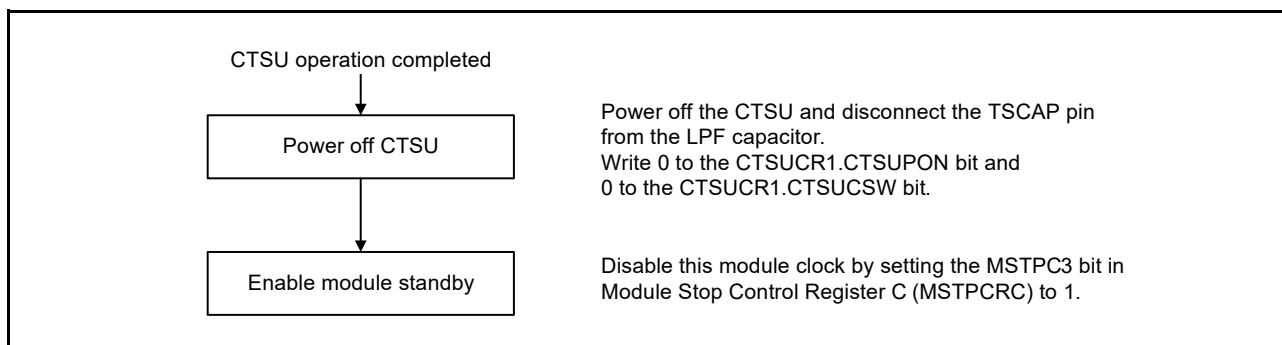 CTSU operation completed
Power off CTSU
Power off the CTSU and disconnect the TSCAP pin
from the LPF capacitor.
Write 0 to the CTSUCR1.CTSUPON bit and
0 to the CTSUCR1.CTSUCSW bit.
Enable module standby
Disable this module clock by setting the MSTPC3 bit in
Module Stop Control Register C (MSTPCRC) to 1.